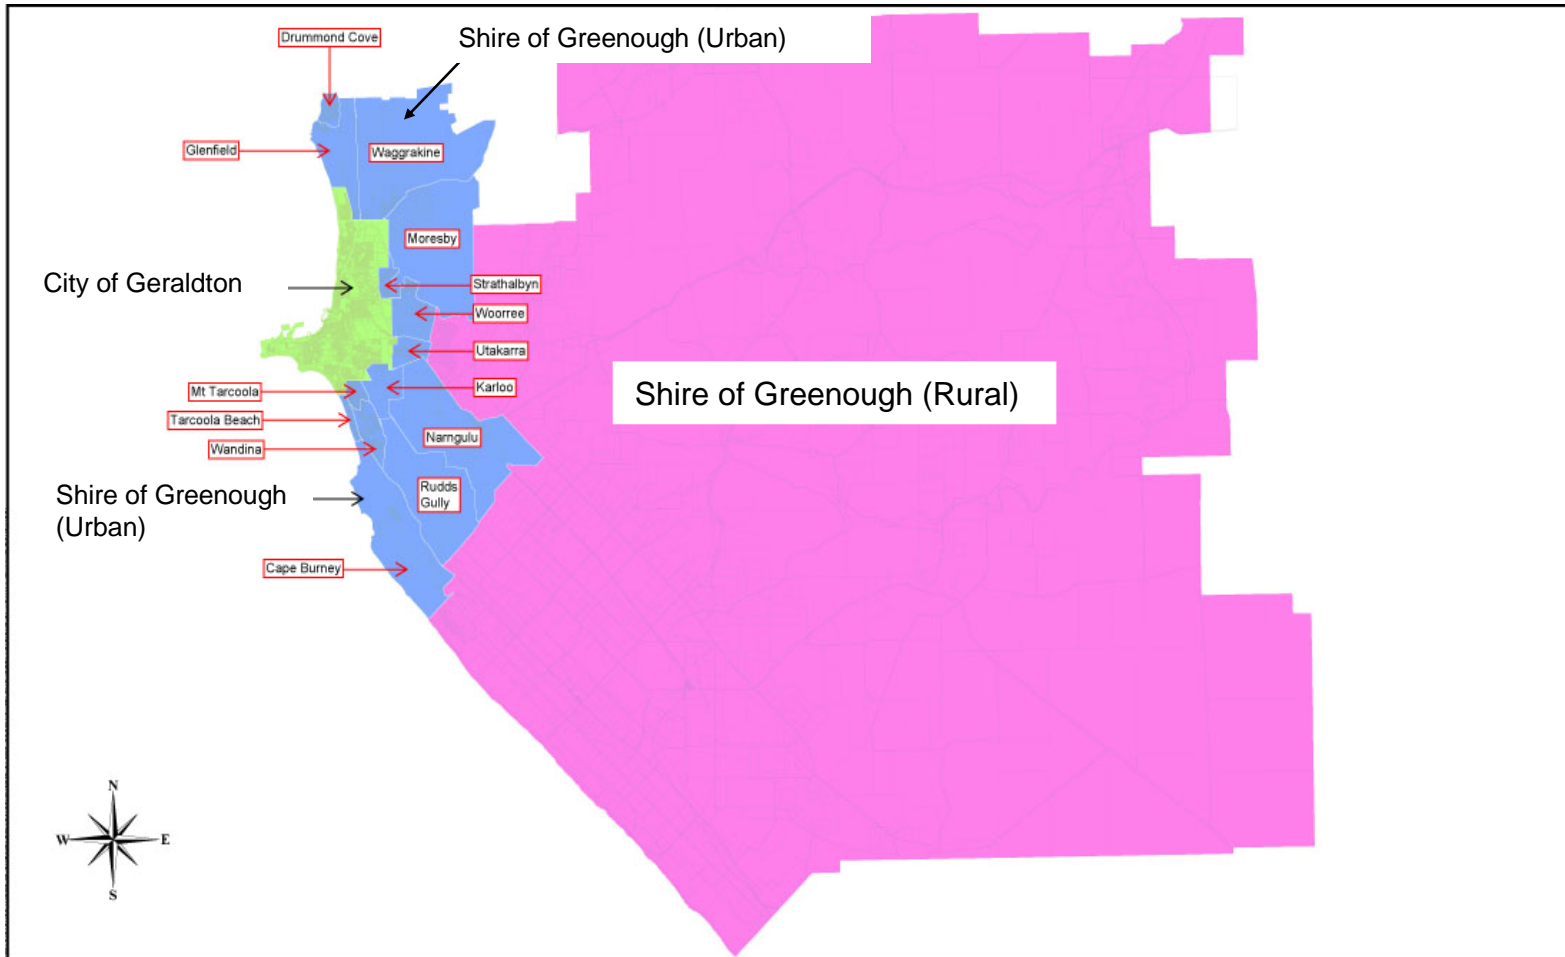 Drummond Cove
Shire of Greenough (Urban)
Glenfield
Waggrakine
Moresby
City of Geraldton
Strathalbyn
Woorree
Utakarra
Mt Tarcoola
Karloo
Shire of Greenough (Rural)
Tarcoola Beach
Wandina
Narngulu
Shire of Greenough
(Urban)
Rudds
Gully
Cape Burney
N
W
E
S